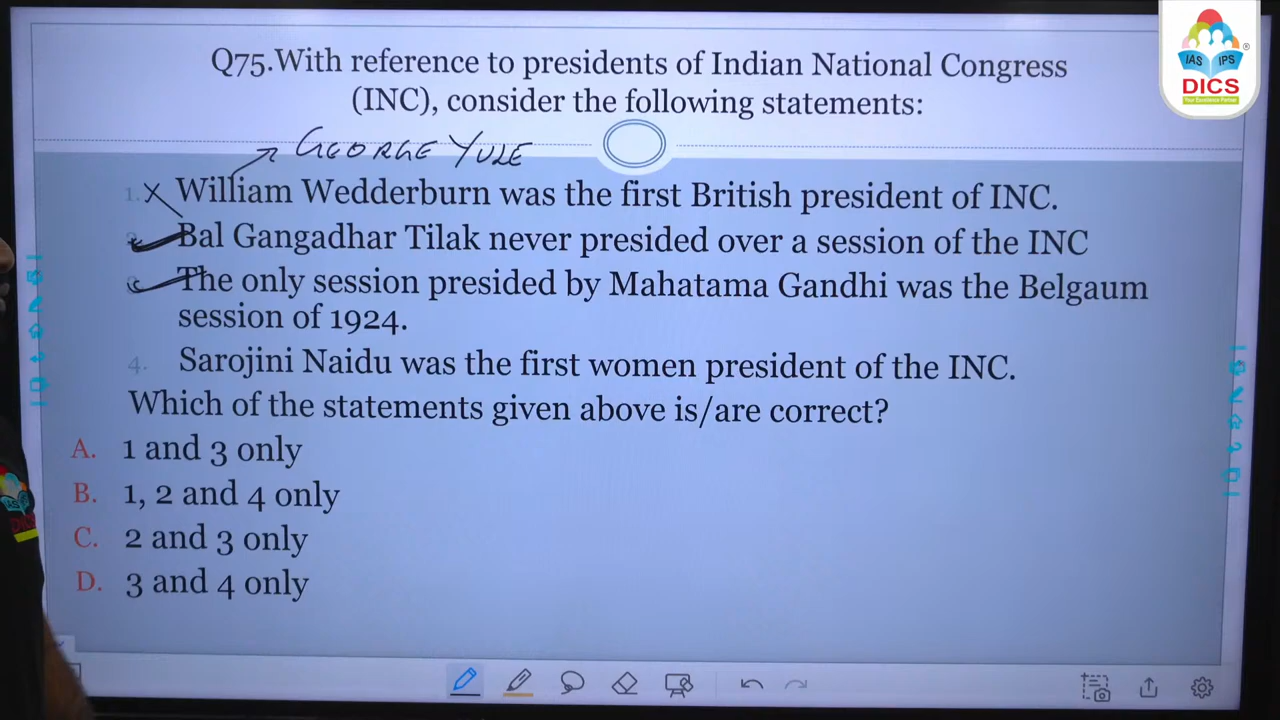 IAS IPS
DICS
Your Excellence Partner
Q75.With reference to presidents of Indian National Congress
(INC), consider the following statements:
GEORGE YULE
1. William Wedderburn was the first British president of INC.
Bal Gangadhar Tilak never presided over a session of the INC
The only session presided by Mahatama Gandhi was the Belgaum
session of 1924.
4. Sarojini Naidu was the first women president of the INC.
Which of the statements given above is/are correct?
A. 1 and 3 only
B. 1, 2 and 4 only
C. 2 and 3 only
D. 3 and 4 only